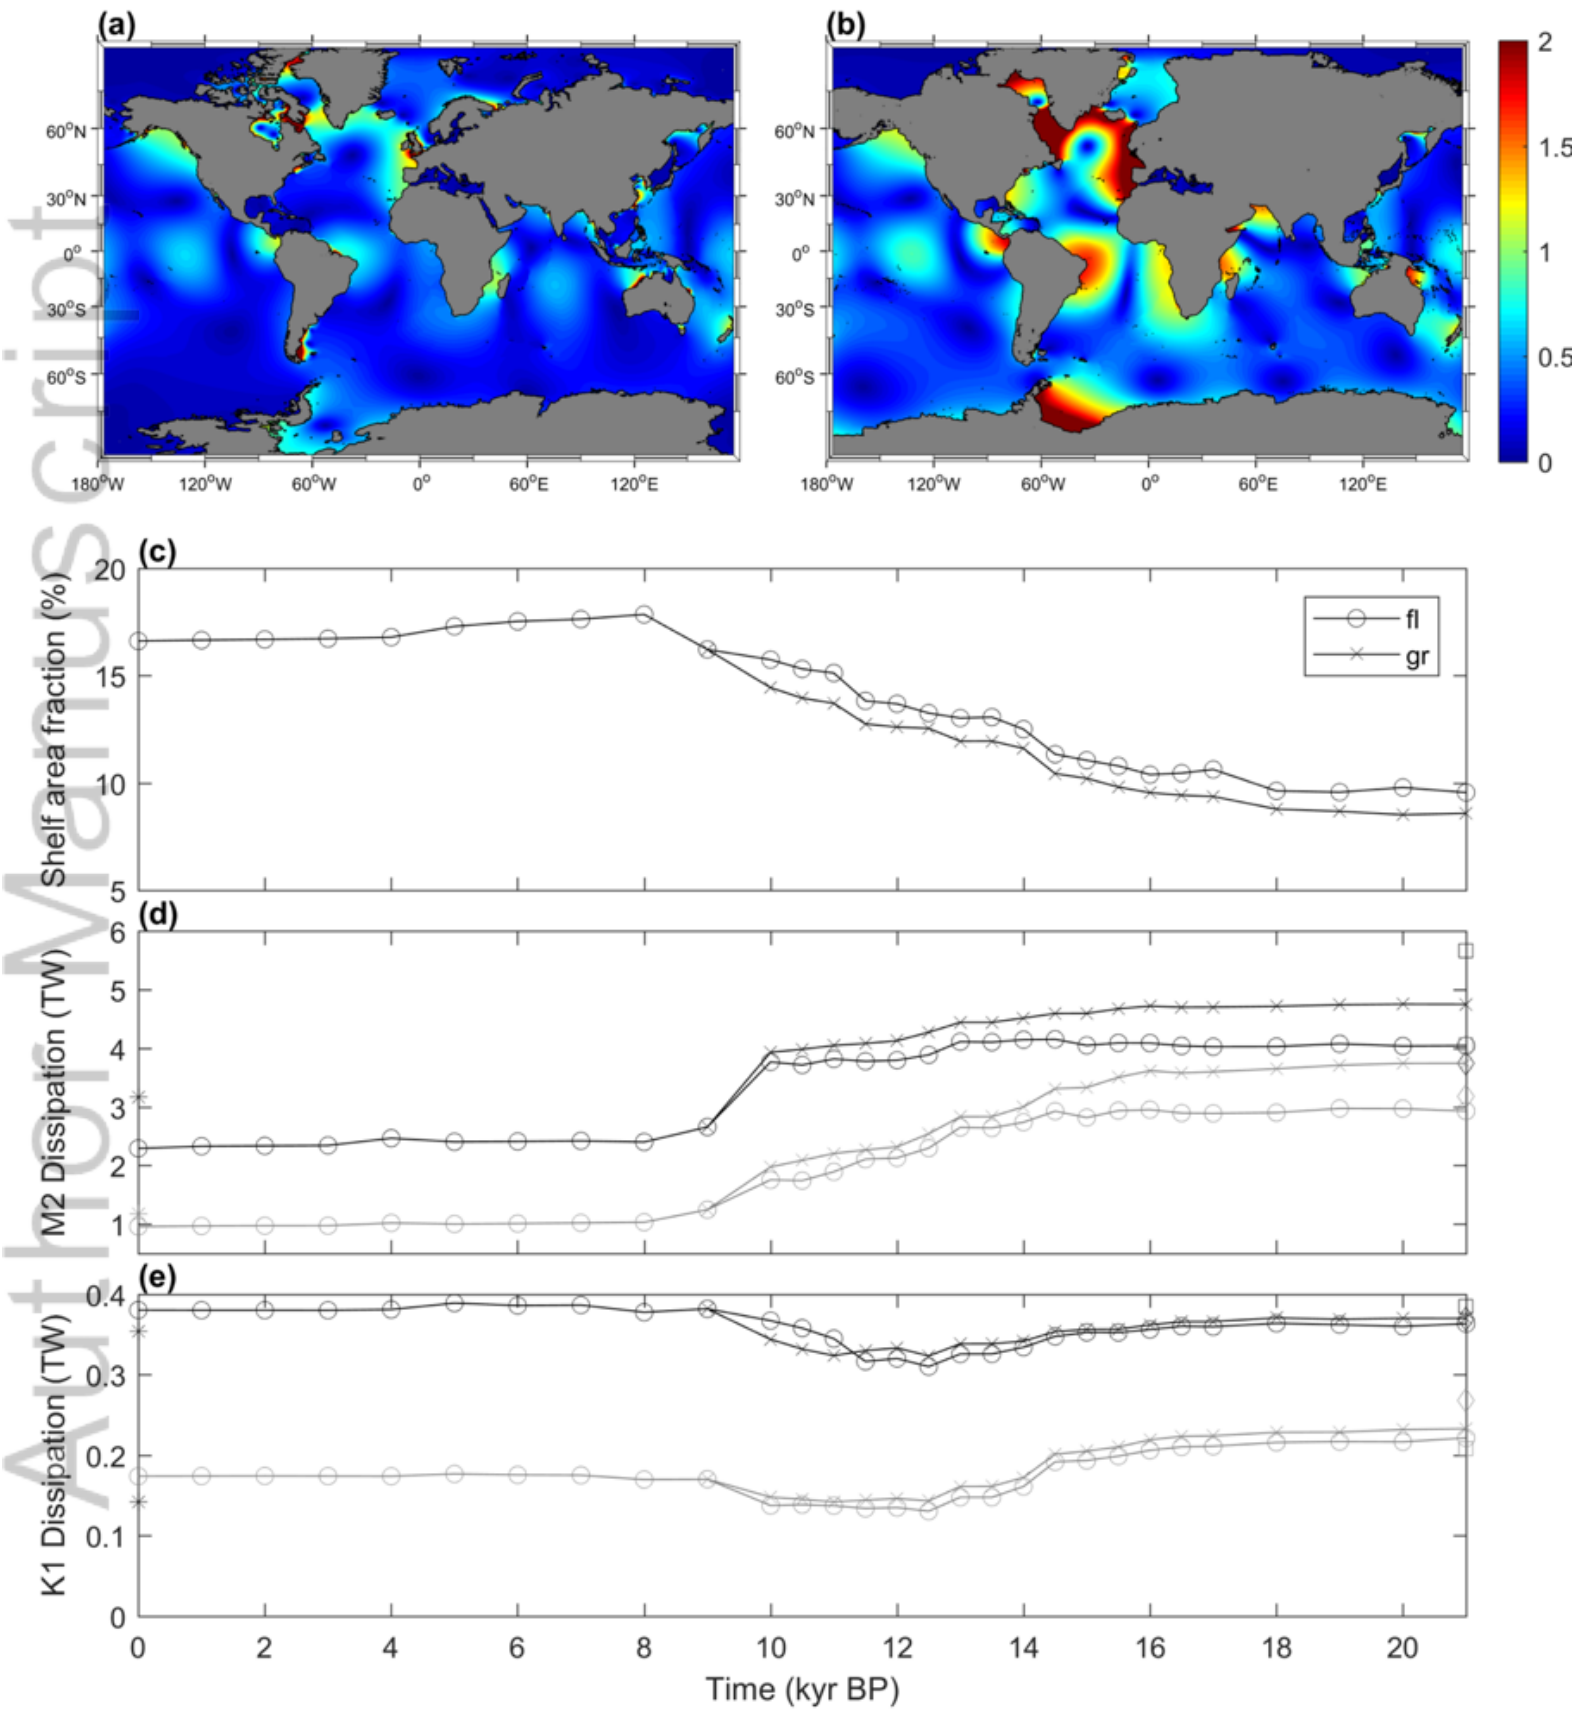 (a)
(b)
60°N
30°N
0°
30°S
60°S
180°W 120°W 60°W 0° 60°E 120°E
60°N
30°N
0°
30°S
60°S
180°W 120°W 60°W 0° 60°E 120°E
2
1.5
1
0.5
0
Author Manuscript
(c)
Shelf area fraction (%)
20
15
10
5
fl
gr
(d)
M2 Dissipation (TW)
6
5
4
3
2
1
(e)
K1 Dissipation (TW)
0.4
0.3
0.2
0.1
0
0 2 4 6 8 10 12 14 16 18 20
Time (kyr BP)